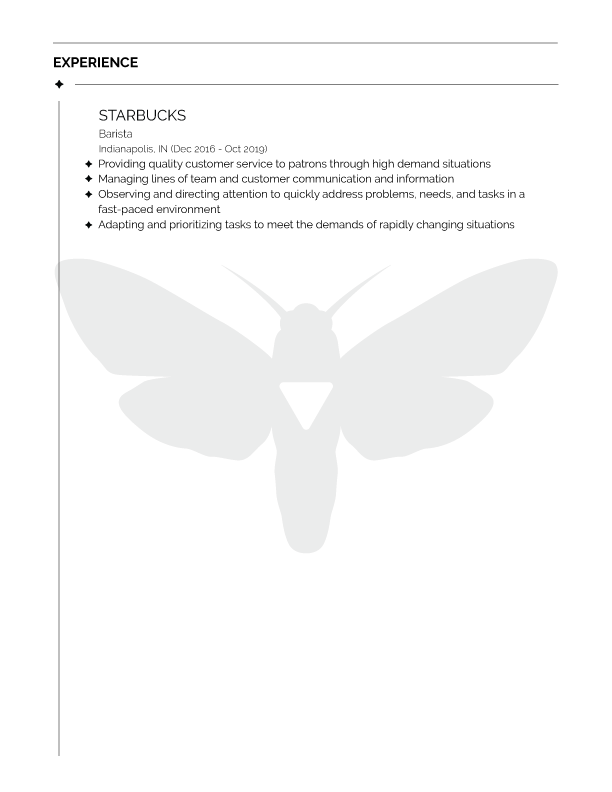 EXPERIENCE
STARBUCKS
Barista
Indianapolis, IN (Dec 2016 - Oct 2019)
Providing quality customer service to patrons through high demand situations
Managing lines of team and customer communication and information
Observing and directing attention to quickly address problems, needs, and tasks in a
fast-paced environment
Adapting and prioritizing tasks to meet the demands of rapidly changing situations